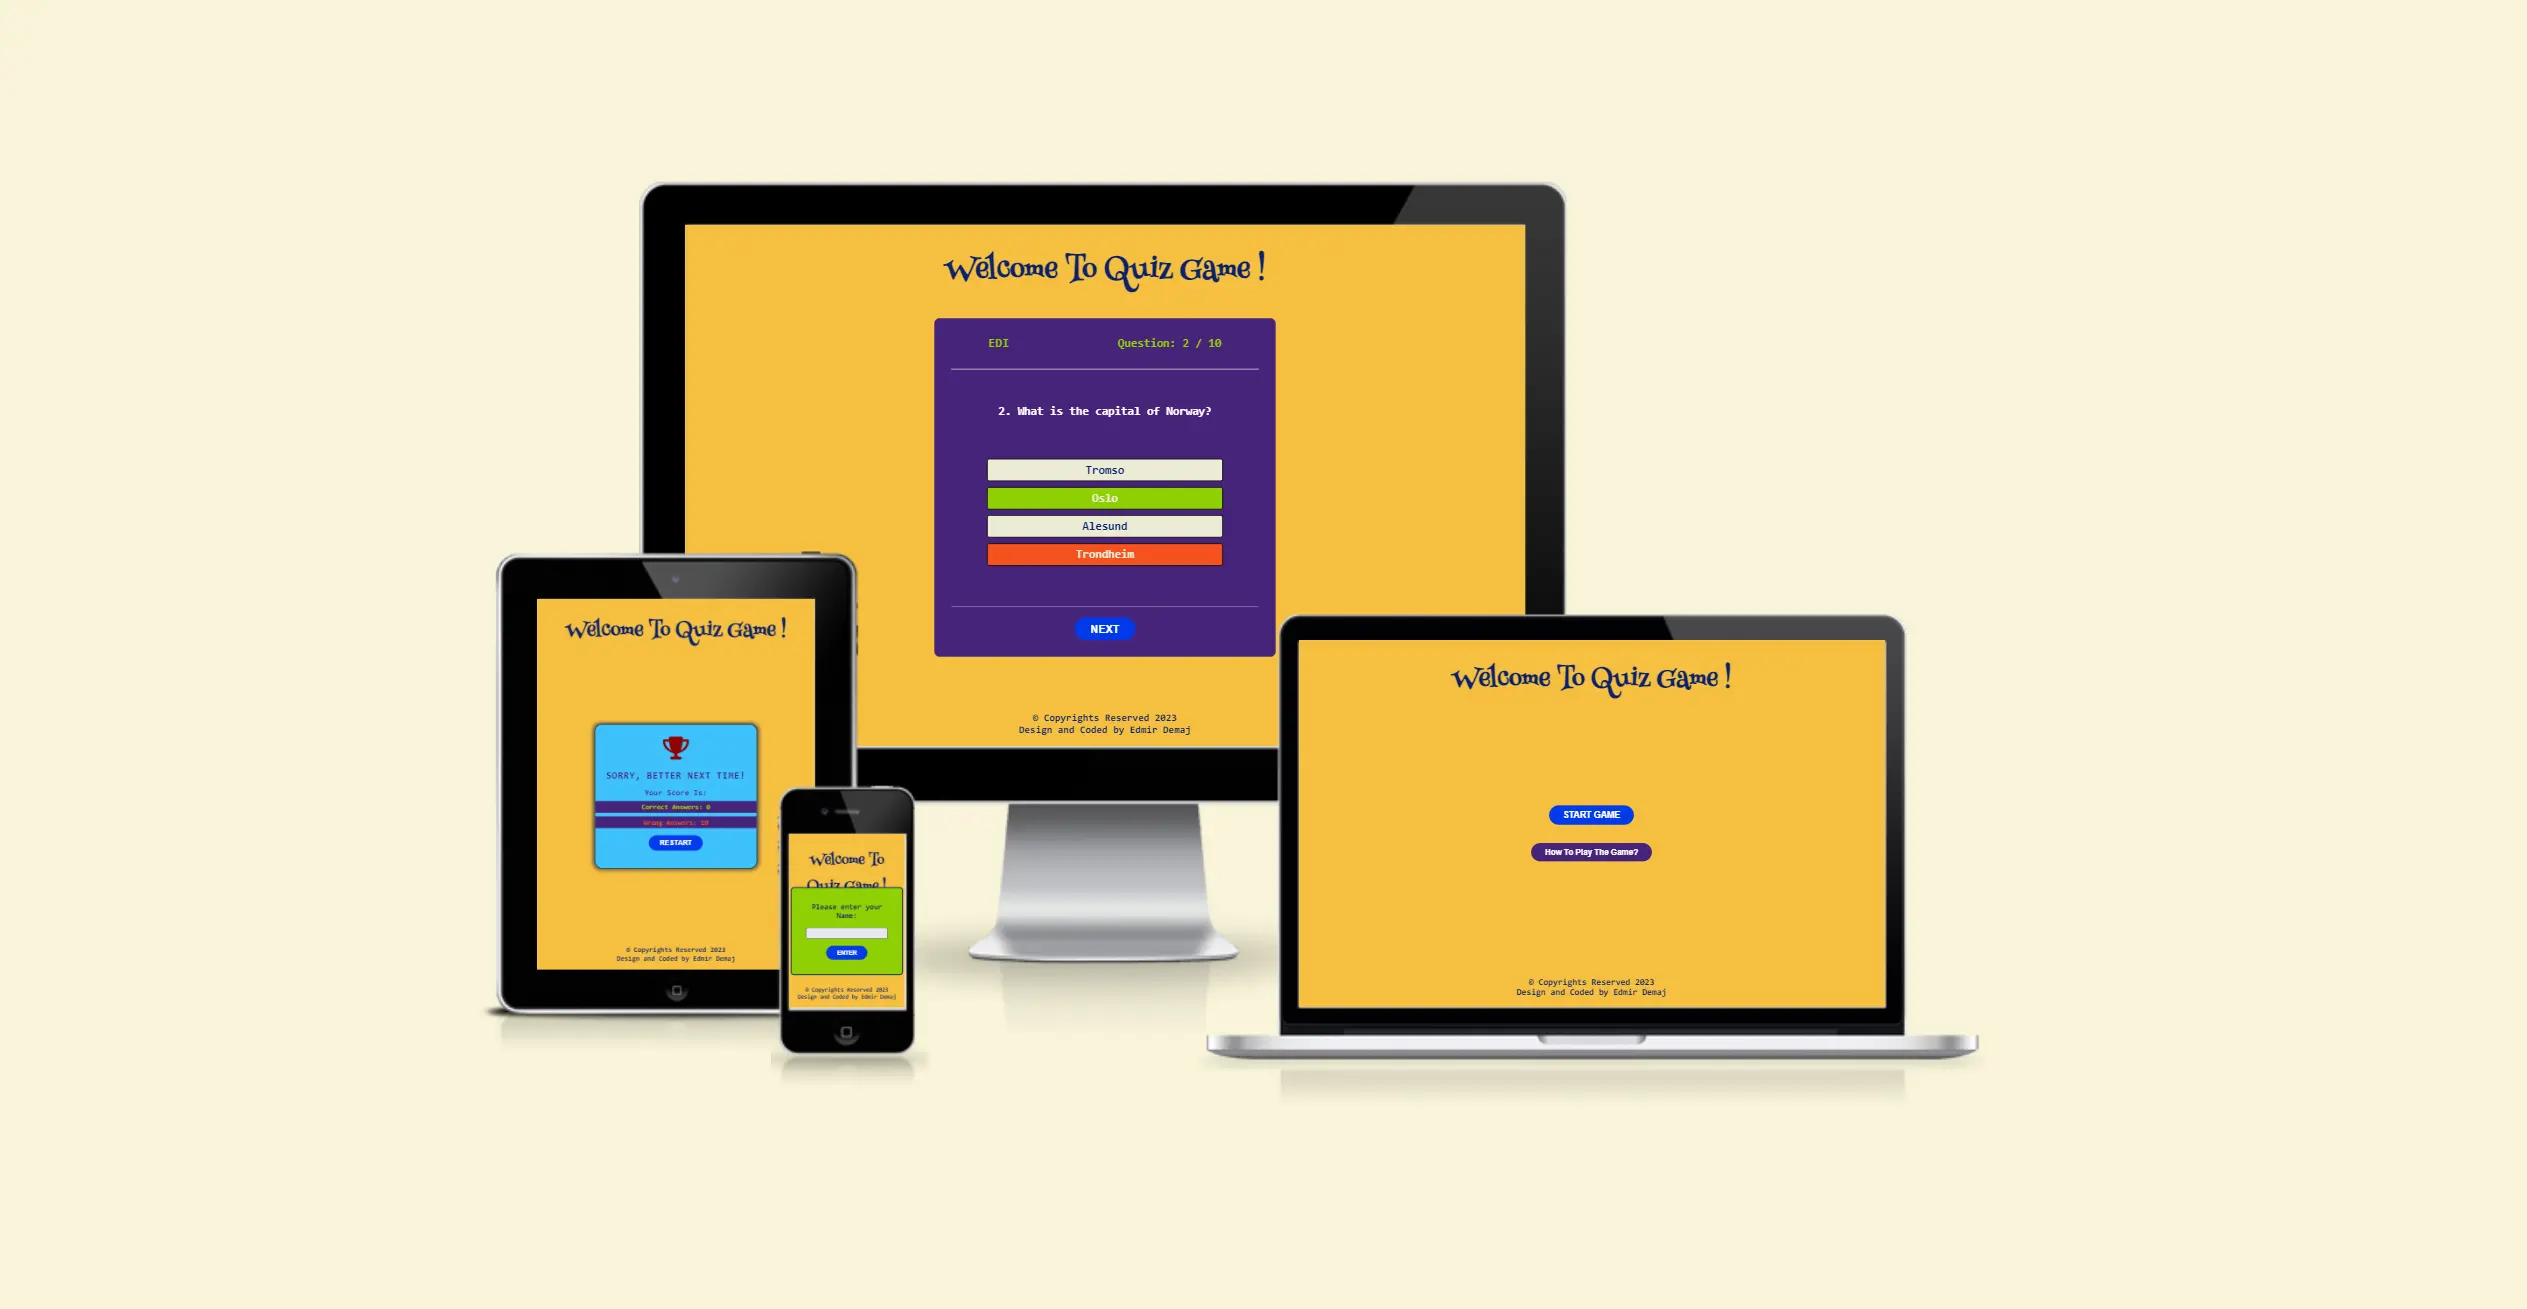 Welcome To Quiz Game !
EDI Question: 2 / 10
2. What is the capital of Norway?
Tromso
Oslo
Alesund
Trondheim
NEXT
© Copyrights Reserved 2023
Design and Coded by Edmir Demaj
Welcome To Quiz Game !
SORRY, BETTER NEXT TIME!
Your Score Is:
Correct Answers: 0
Wrong Answers: 10
RESTART
© Copyrights Reserved 2023
Design and Coded by Edmir Demaj
Welcome To
Quiz Game !
Please enter your
Name:
ENTER
© Copyrights Reserved 2023
Design and Coded by Edmir Demaj
Welcome To Quiz Game !
START GAME
How To Play The Game?
© Copyrights Reserved 2023
Design and Coded by Edmir Demaj